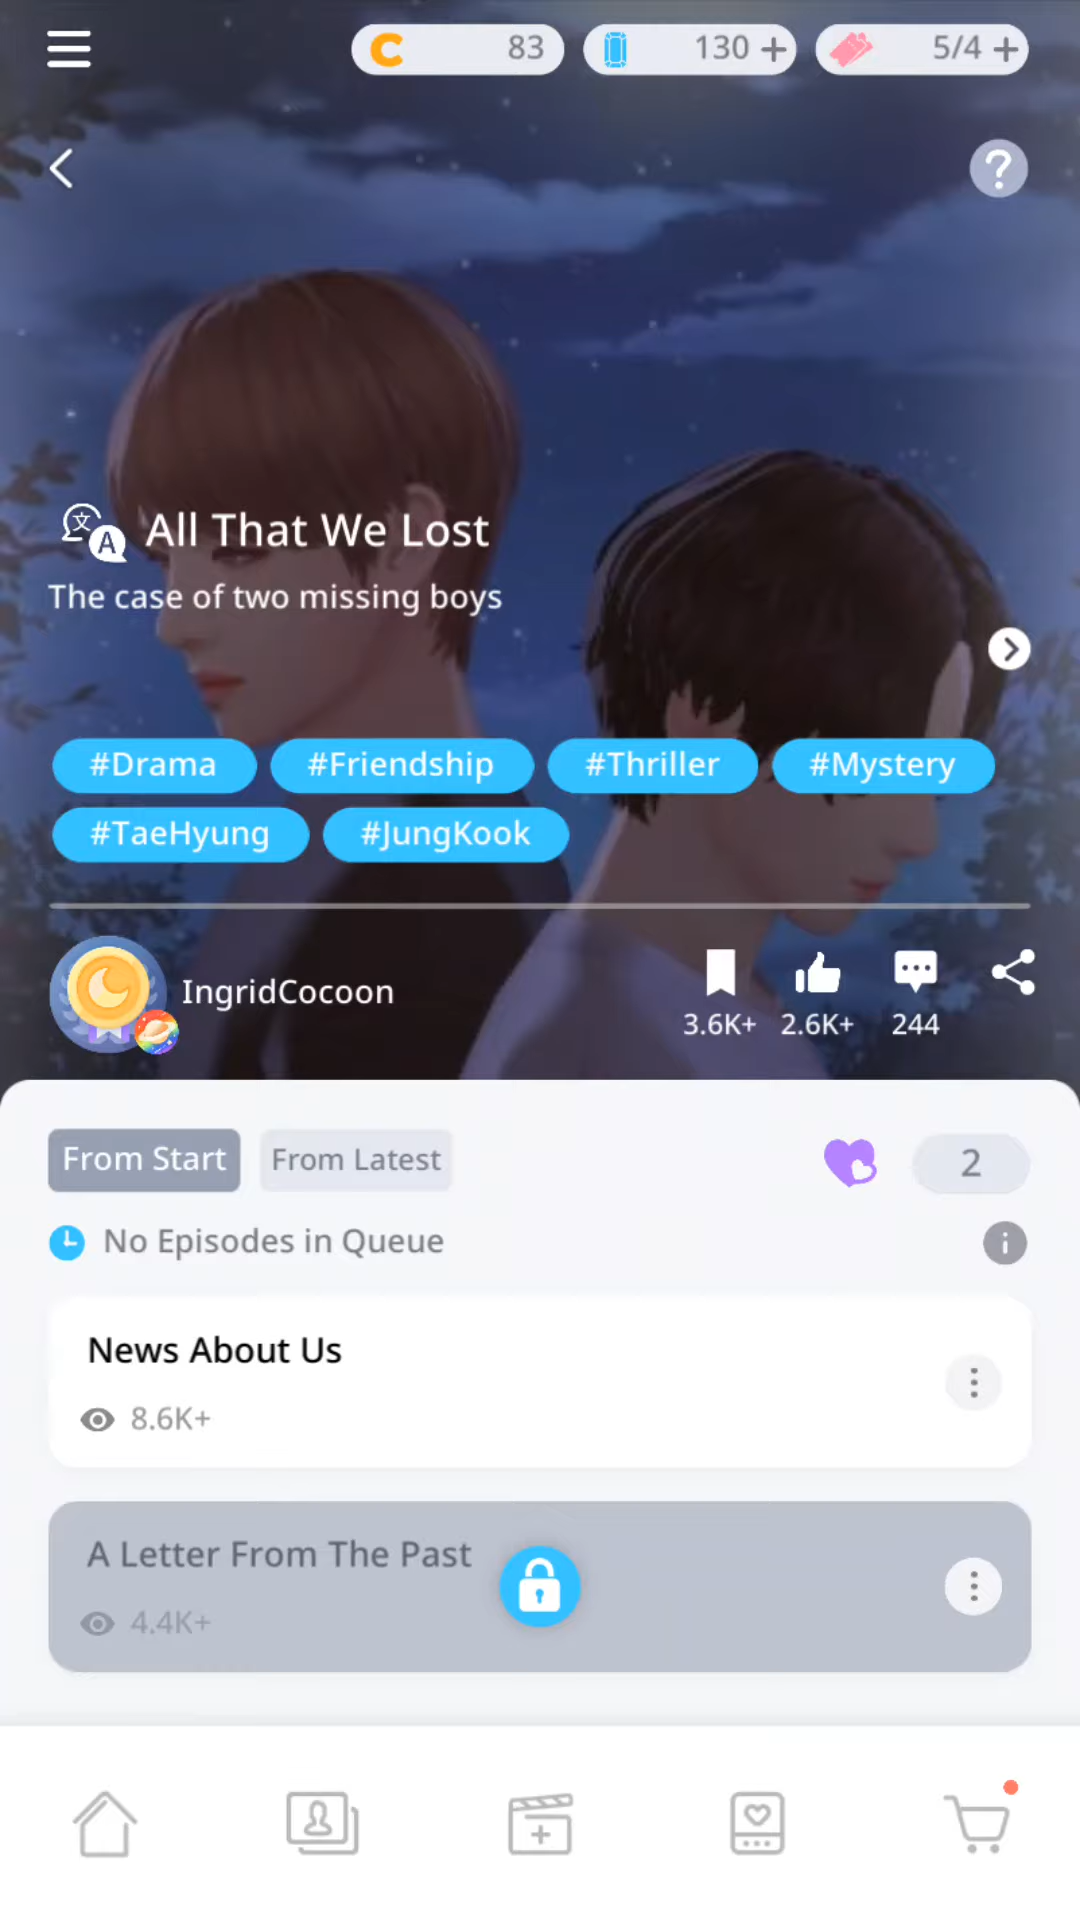 83
130 +
5/4 +
?
文
A
All That We Lost
The case of two missing boys
#Drama
#Friendship
#Thriller
#Mystery
#TaeHyung
#JungKook
IngridCocoon
3.6K+
2.6K+
244
From Start
From Latest
2
No Episodes in Queue
News About Us
8.6K+
A Letter From The Past
4.4K+